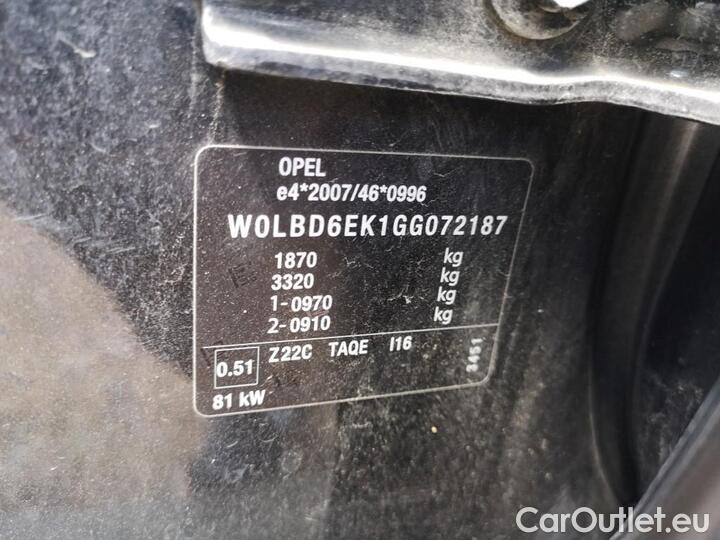 OPEL
e4*2007/46*0996
W0LBD6EK1GG072187
1870 kg
3320 kg
1-0970 kg
2-0910 kg
0.51 Z22C TAQE I16 3451
81 kW
CarOutlet.eu